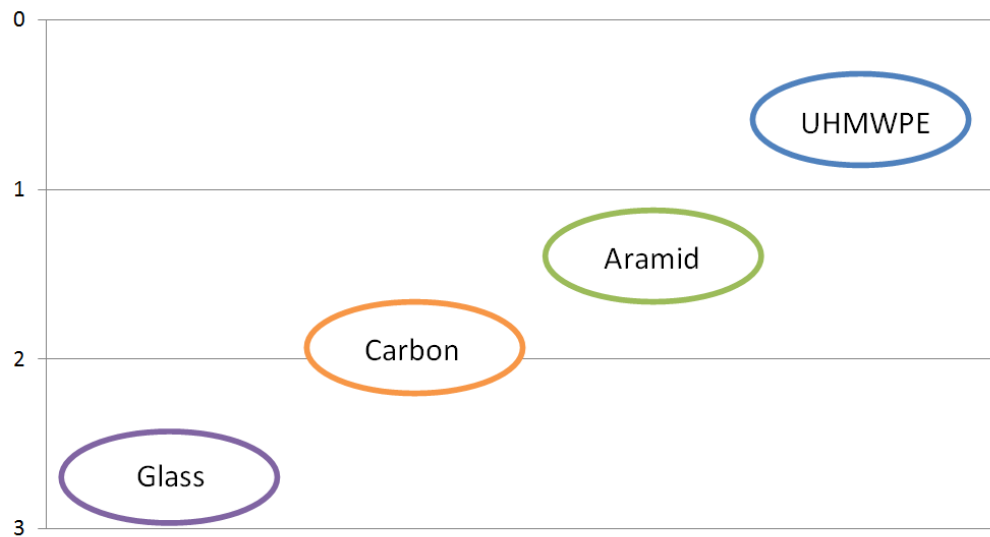 0
UHMWPE
1
Aramid
Carbon
2
Glass
3